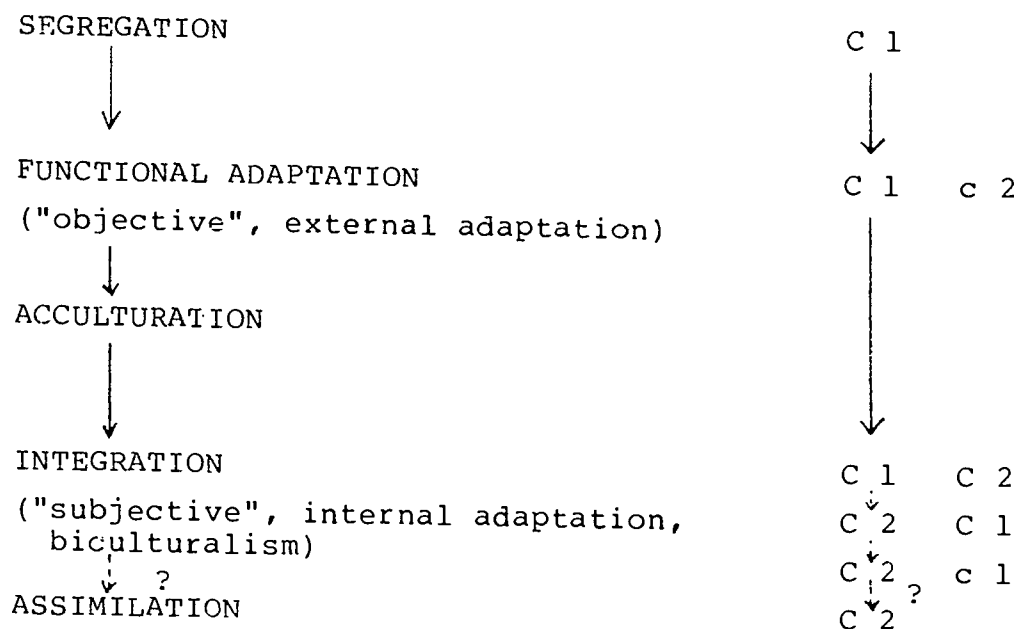 SEGREGATION C 1
FUNCTIONAL ADAPTATION C 1 c 2
("objective", external adaptation)
ACCULTURATION
INTEGRATION C 1 C 2
("subjective", internal adaptation, C 2 C 1
biculturalism)
? C 2 c 1
ASSIMILATION ?
C 2